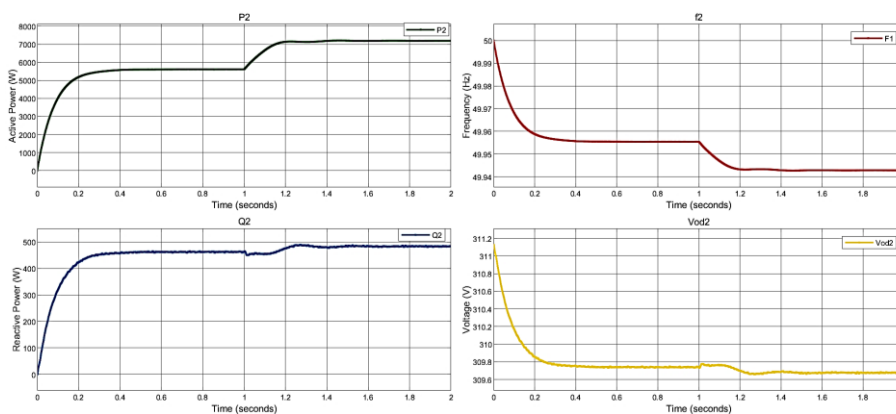 P2
8000
7000
6000
5000
4000
3000
2000
1000
0
Active Power (W)
P2
0 0.2 0.4 0.6 0.8 1 1.2 1.4 1.6 1.8 2
Time (seconds)
f2
50
49.99
49.98
49.97
49.96
49.95
49.94
Frequency (Hz)
F1
0 0.2 0.4 0.6 0.8 1 1.2 1.4 1.6 1.8
Time (seconds)
Q2
500
400
300
200
100
0
Reactive Power (W)
Q2
0 0.2 0.4 0.6 0.8 1 1.2 1.4 1.6 1.8 2
Time (seconds)
Vod2
311.2
311
310.8
310.6
310.4
310.2
310
309.8
309.6
Voltage (V)
Vod2
0 0.2 0.4 0.6 0.8 1 1.2 1.4 1.6 1.8
Time (seconds)